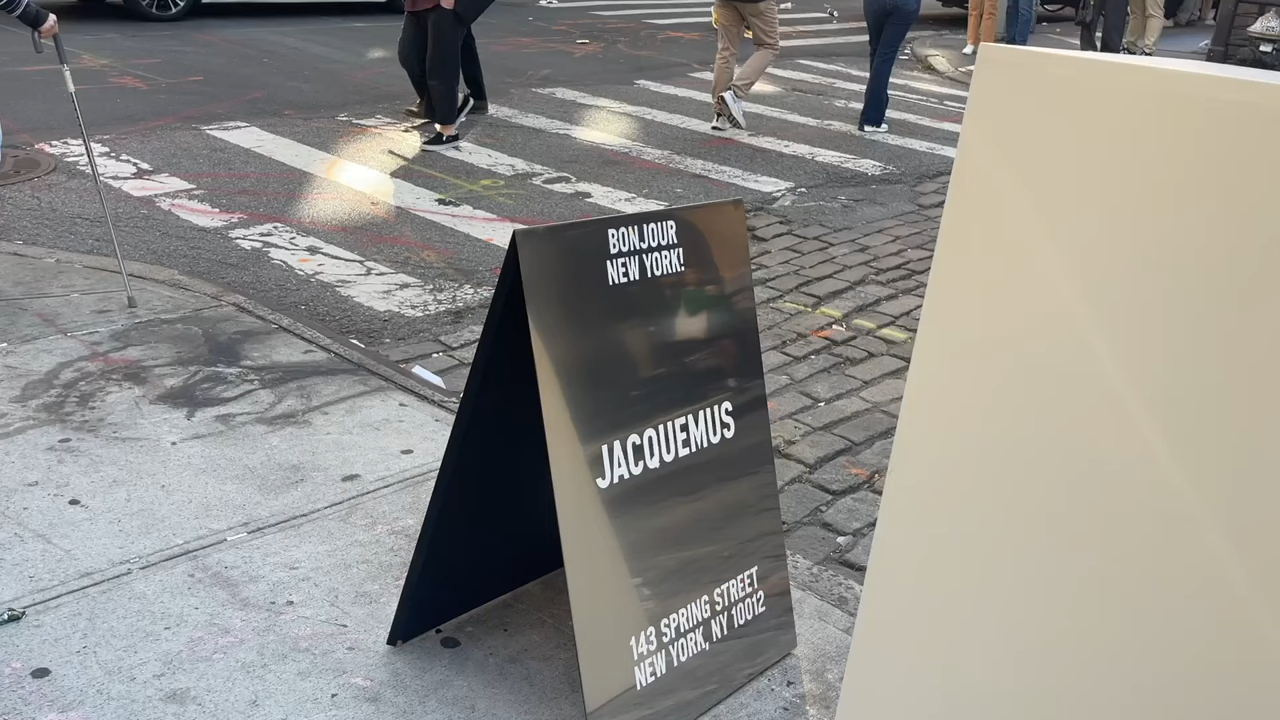 BONJOUR
NEW YORK!
JACQUEMUS
143 SPRING STREET
NEW YORK, NY 10012